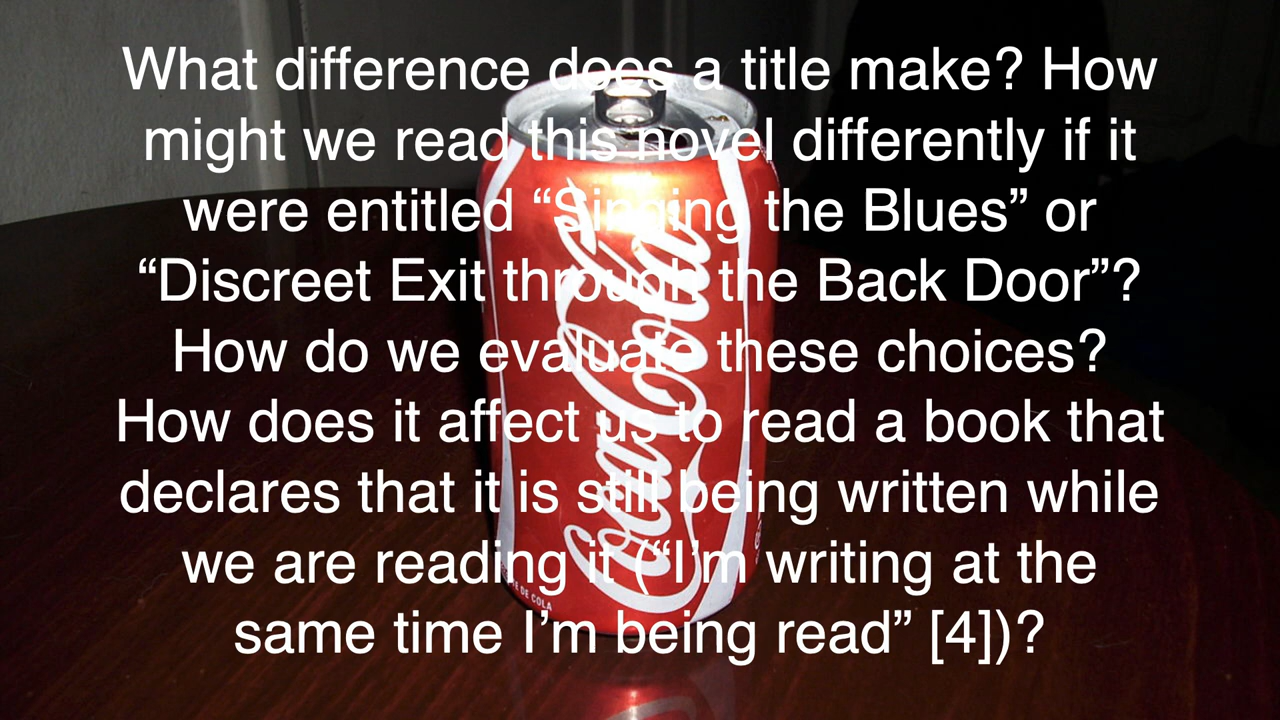 What difference does a title make? How
might we read this novel differently if it
were entitled “Singing the Blues” or
“Discreet Exit through the Back Door”?
How do we evaluate these choices?
How does it affect us to read a book that
declares that it is still being written while
we are reading it (“I’m writing at the
same time I’m being read” [4])?
Coca-Cola
DE COLA